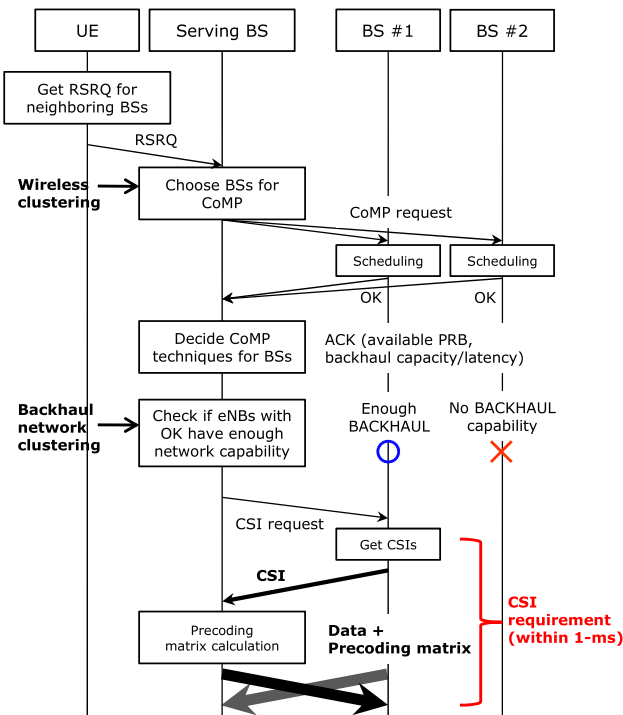 UE
Serving BS
BS #1
BS #2
Get RSRQ for
neighboring BSs
RSRQ
Wireless
clustering
Choose BSs for
CoMP
CoMP request
Scheduling
Scheduling
OK
OK
Decide CoMP
techniques for BSs
ACK (available PRB,
backhaul capacity/latency)
Backhaul
network
clustering
Check if eNBs with
OK have enough
network capability
Enough
BACKHAUL
No BACKHAUL
capability
CSI request
Get CSIs
CSI
Precoding
matrix calculation
Data +
Precoding matrix
CSI
requirement
(within 1-ms)